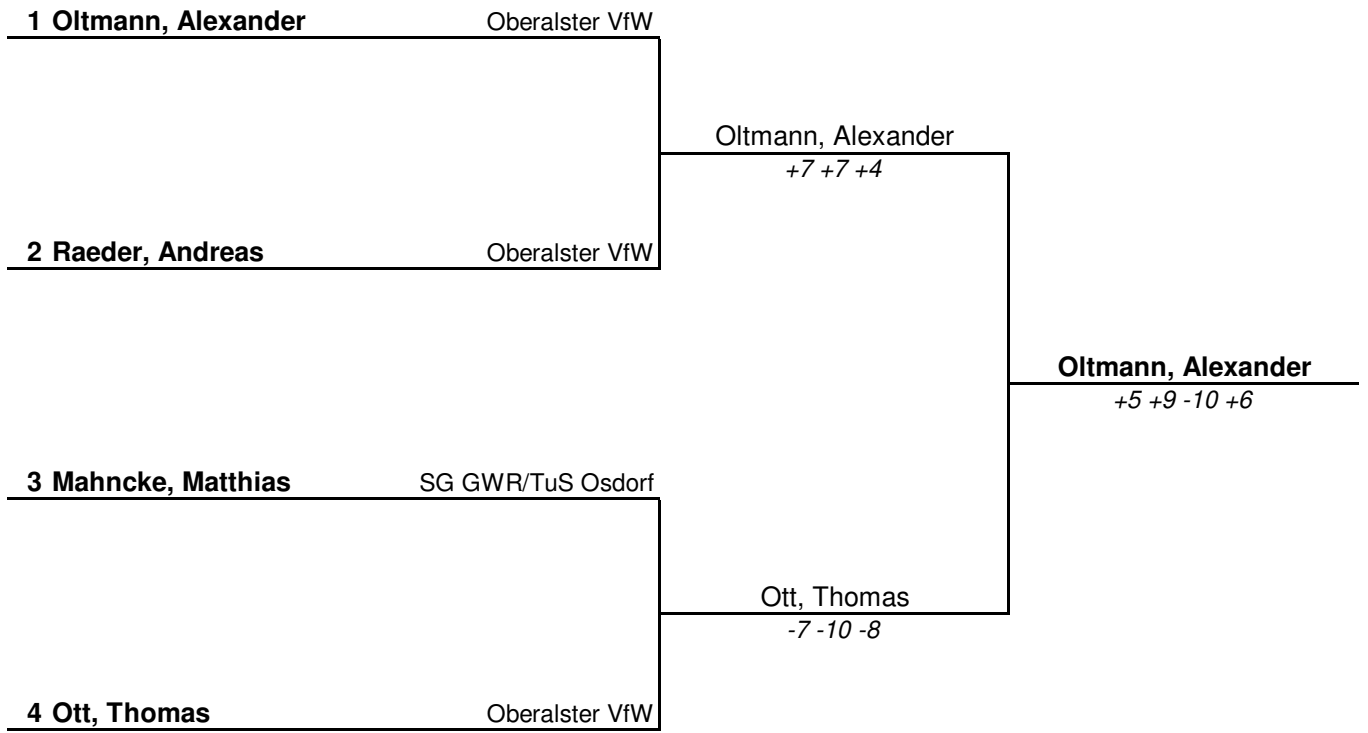 1 Oltmann, Alexander Oberalster VfW
Oltmann, Alexander
+7 +7 +4
2 Raeder, Andreas Oberalster VfW
Oltmann, Alexander
+5 +9 -10 +6
3 Mahncke, Matthias SG GWR/TuS Osdorf
Ott, Thomas
-7 -10 -8
4 Ott, Thomas Oberalster VfW